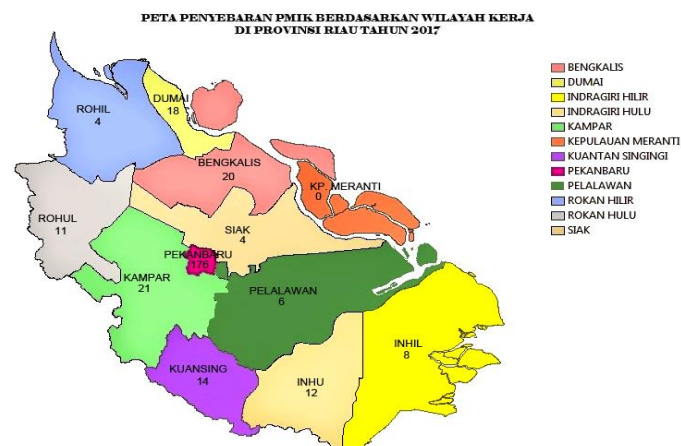 PETA PENYEBARAN PMIK BERDASARKAN WILAYAH KERJA
DI PROVINSI RIAU TAHUN 2017
BENGKALIS
DUMAI
INDRAGIRI HILIR
INDRAGIRI HULU
KAMPAR
KEPULAUAN MERANTI
KUANTAN SINGINGI
PEKANBARU
PELALAWAN
ROKAN HILIR
ROKAN HULU
SIAK
ROHIL
4
DUMAI
18
BENGKALIS
20
KP. MERANTI
0
ROHUL
11
SIAK
4
PEKANBARU
176
KAMPAR
21
PELALAWAN
6
INHIL
8
KUANSING
14
INHU
12